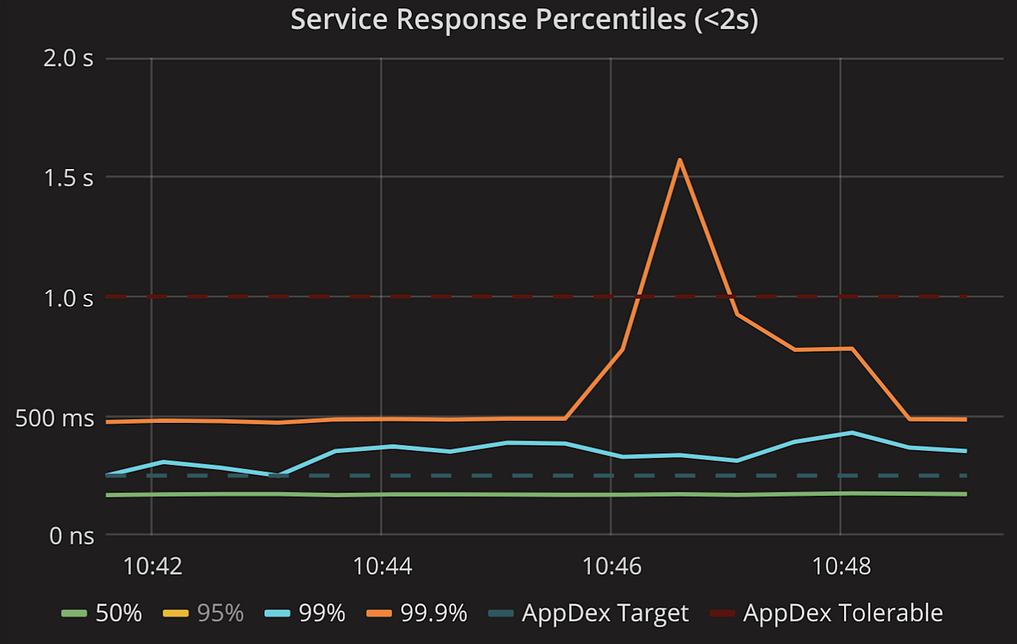 Service Response Percentiles (<2s)
2.0 s
1.5 s
1.0 s
500 ms
0 ns
10:42 10:44 10:46 10:48
50% 95% 99% 99.9% AppDex Target AppDex Tolerable